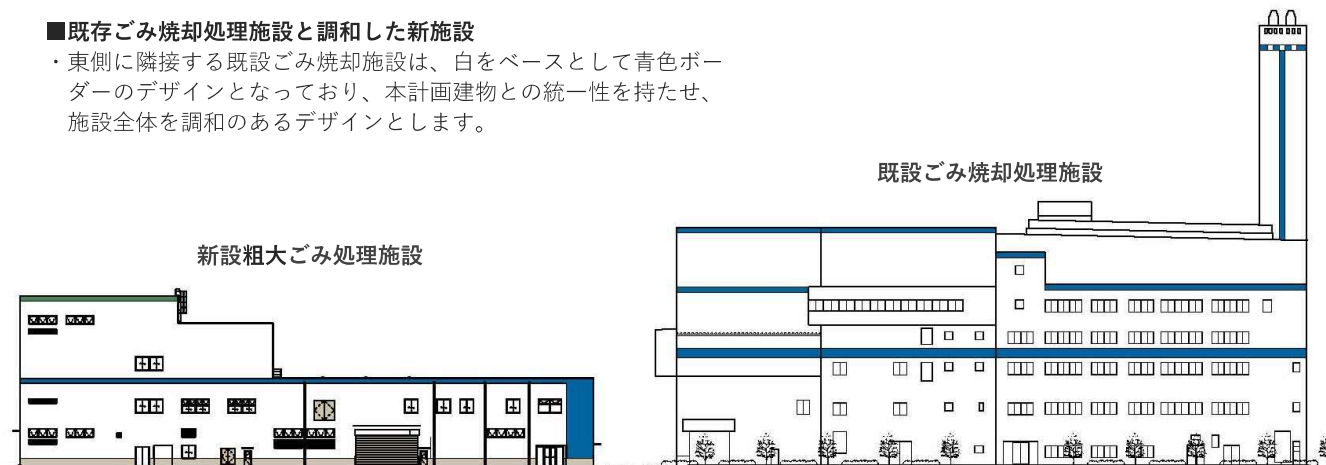 ■既存ごみ焼却処理施設と調和した新施設
・東側に隣接する既設ごみ焼却施設は、白をベースとして青色ボー
ダーのデザインとなっており、本計画建物との統一性を持たせ、
施設全体を調和のあるデザインとします。
既設ごみ焼却処理施設
新設粗大ごみ処理施設